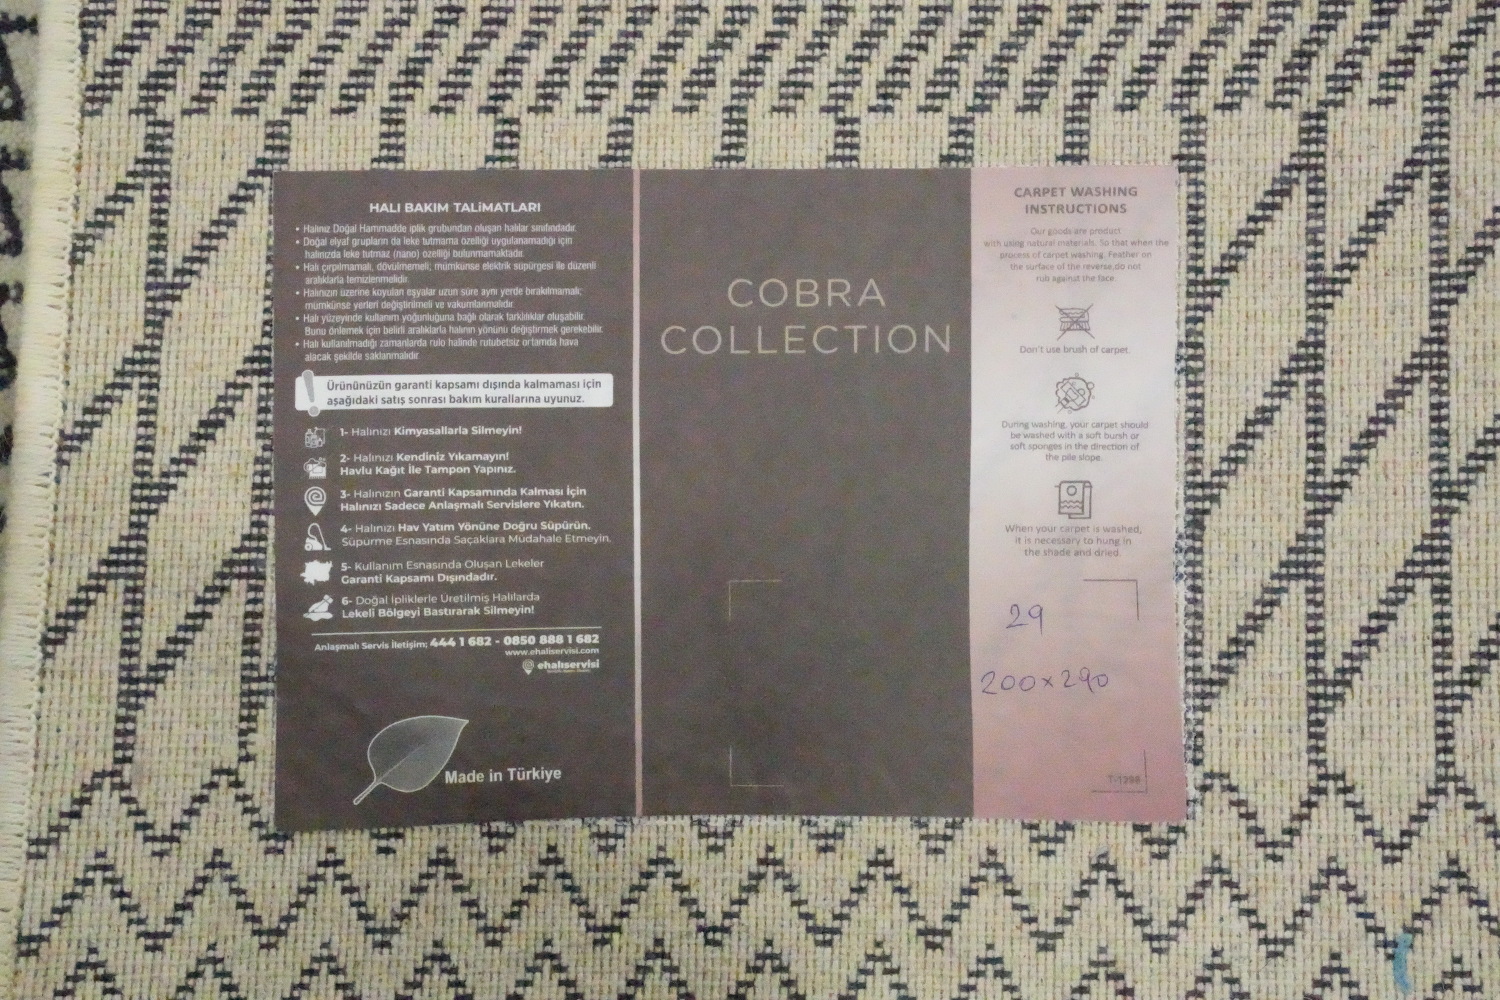 HALI BAKIM TALiMATLARI
• Halınız Doğal Hammadde iplik grubundan oluşan halılar sınıfındadır.
• Doğal elyaf grupların da leke tutmama özelliği uygulanamadığı için
halınızda leke tutmaz (nano) özelliği bulunmamaktadır.
• Halı çırpılmamalı, dövülmemeli; mümkünse elektrik süpürgesi ile düzenli
aralıklarla temizlenmelidir.
• Halınızın üzerine koyulan eşyalar uzun süre aynı yerde bırakılmamalı;
mümkünse yerleri değiştirilmeli ve vakumlanmalıdır.
• Halı yüzeyinde kullanım yoğunluğuna bağlı olarak farklılıklar oluşabilir.
Bunu önlemek için belirli aralıklarla halının yönünü değiştirmek gerekebilir.
• Halı kullanılmadığı zamanlarda rulo halinde rutubetsiz ortamda hava
alacak şekilde saklanmalıdır.
Ürününüzün garanti kapsamı dışında kalmaması için
aşağıdaki satış sonrası bakım kurallarına uyunuz.
1- Halınızı Kimyasallarla Silmeyin!
2- Halınızı Kendiniz Yıkamayın!
Havlu Kağıt İle Tampon Yapınız.
3- Halınızın Garanti Kapsamında Kalması İçin
Halınızı Sadece Anlaşmalı Servislere Yıkatın.
4- Halınızı Hav Yatım Yönüne Doğru Süpürün.
Süpürme Esnasında Saçaklara Müdahale Etmeyin.
5- Kullanım Esnasında Oluşan Lekeler
Garanti Kapsamı Dışındadır.
6- Doğal İpliklerle Üretilmiş Halılarda
Lekeli Bölgeyi Bastırarak Silmeyin!
Anlaşmalı Servis İletişim; 444 1 682 - 0850 888 1 682
www.ehaliservisi.com
ehalıservisi
Made in Türkiye
COBRA
COLLECTION
CARPET WASHING
INSTRUCTIONS
Our goods are product
with using natural materials. So that when the
process of carpet washing. Feather on
the surface of the reverse,do not
rub against the face.
Don't use brush of carpet.
During washing, your carpet should
be washed with a soft bursh or
soft sponges in the direction of
the pile slope.
When your carpet is washed,
it is necessary to hung in
the shade and dried.
29
200x290